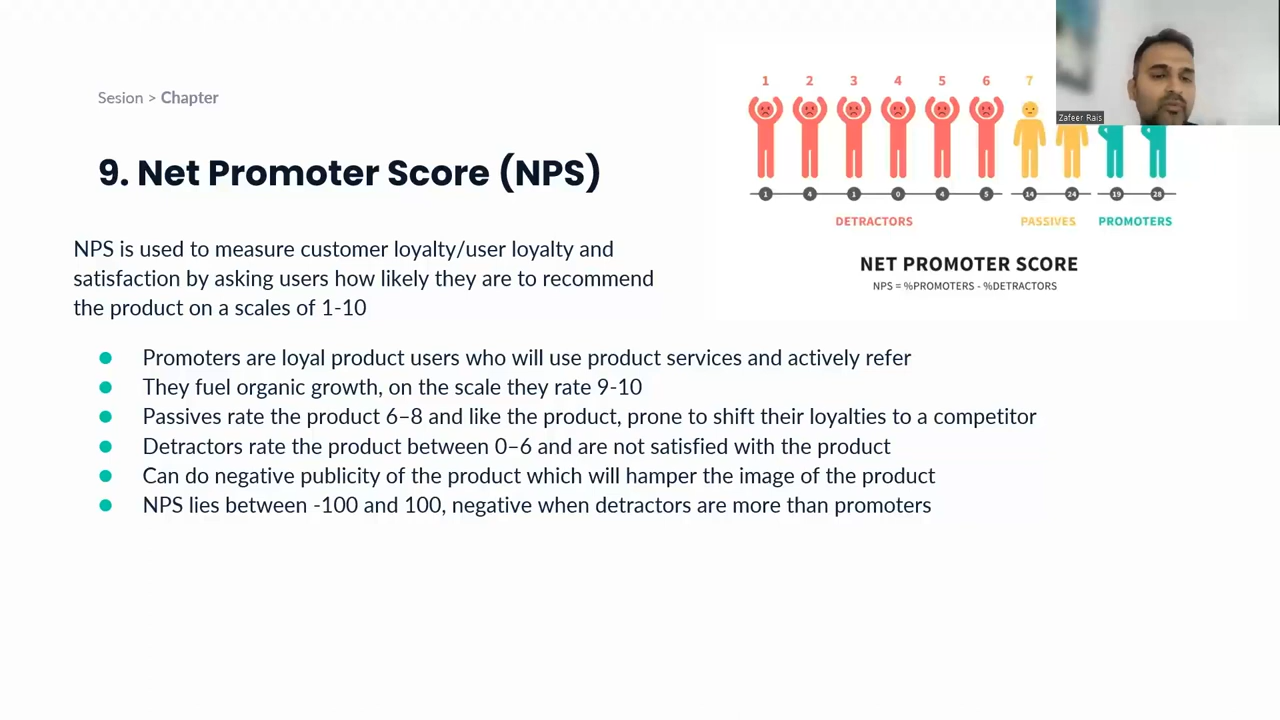 Sesion > Chapter
9. Net Promoter Score (NPS)
NPS is used to measure customer loyalty/user loyalty and
satisfaction by asking users how likely they are to recommend
the product on a scales of 1-10
1 2 3 4 5 6 7
Zafeer Rais
1 4 1 0 4 5 14 24 19 28
DETRACTORS PASSIVES PROMOTERS
NET PROMOTER SCORE
NPS = %PROMOTERS - %DETRACTORS
Promoters are loyal product users who will use product services and actively refer
They fuel organic growth, on the scale they rate 9-10
Passives rate the product 6–8 and like the product, prone to shift their loyalties to a competitor
Detractors rate the product between 0–6 and are not satisfied with the product
Can do negative publicity of the product which will hamper the image of the product
NPS lies between -100 and 100, negative when detractors are more than promoters